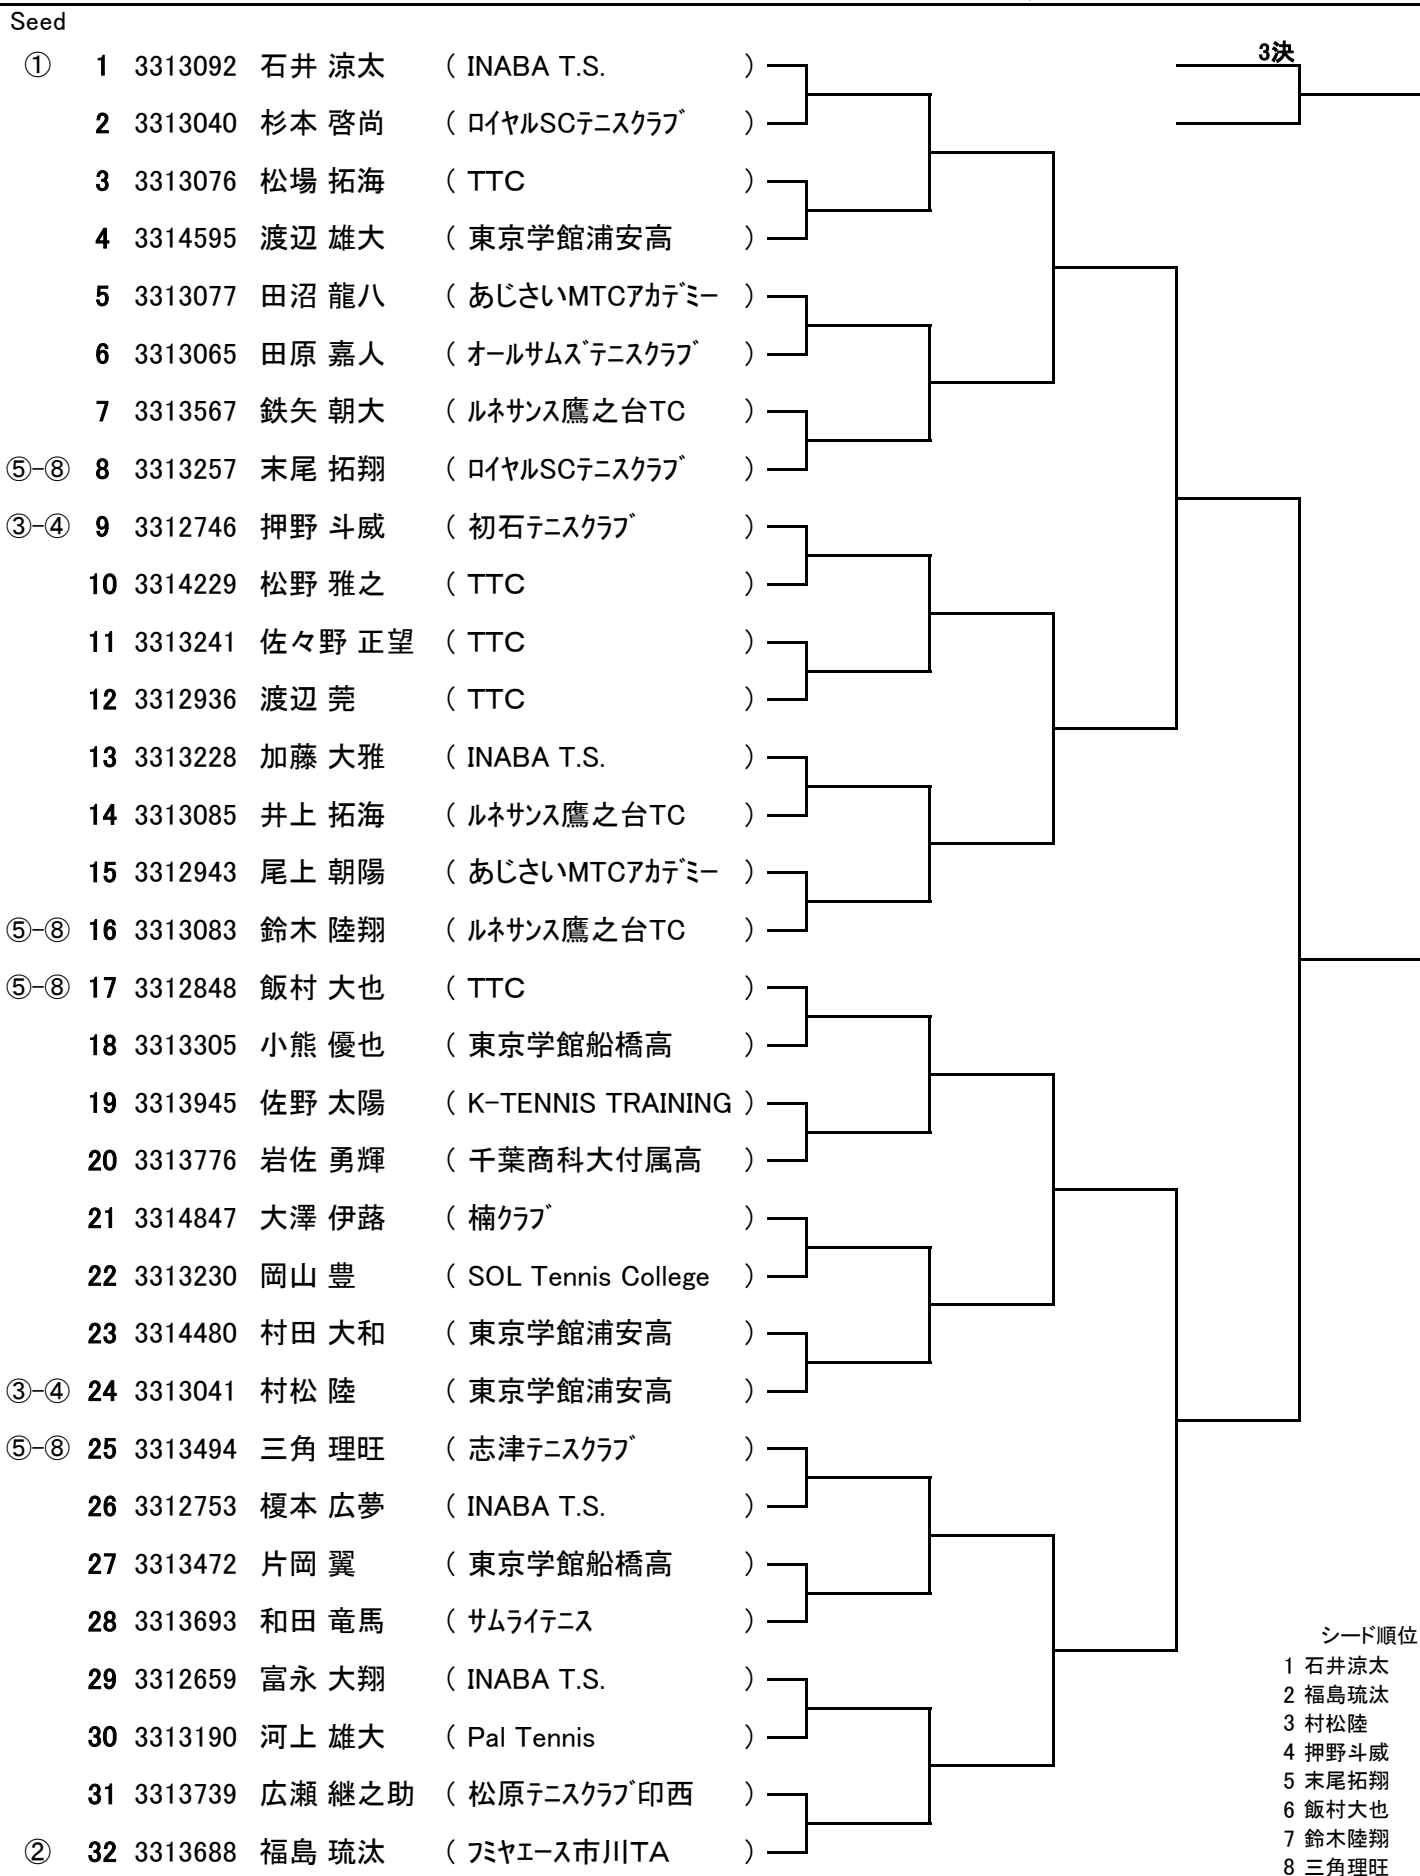 Seed
① 1 3313092 石井 涼太 ( INABA T.S. ) 3決
2 3313040 杉本 啓尚 ( ﾛｲﾔﾙSCﾃﾆｽｸﾗﾌﾞ )
3 3313076 松場 拓海 ( TTC )
4 3314595 渡辺 雄大 ( 東京学館浦安高 )
5 3313077 田沼 龍八 ( あじさいMTCｱｶﾃﾞﾐｰ )
6 3313065 田原 嘉人 ( ｵｰﾙｻﾑｽﾞﾃﾆｽｸﾗﾌﾞ )
7 3313567 鉄矢 朝大 ( ﾙﾈｻﾝｽ鷹之台TC )
⑤-⑧ 8 3313257 末尾 拓翔 ( ﾛｲﾔﾙSCﾃﾆｽｸﾗﾌﾞ )
③-④ 9 3312746 押野 斗威 ( 初石ﾃﾆｽｸﾗﾌﾞ )
10 3314229 松野 雅之 ( TTC )
11 3313241 佐々野 正望 ( TTC )
12 3312936 渡辺 莞 ( TTC )
13 3313228 加藤 大雅 ( INABA T.S. )
14 3313085 井上 拓海 ( ﾙﾈｻﾝｽ鷹之台TC )
15 3312943 尾上 朝陽 ( あじさいMTCｱｶﾃﾞﾐｰ )
⑤-⑧ 16 3313083 鈴木 陸翔 ( ﾙﾈｻﾝｽ鷹之台TC )
⑤-⑧ 17 3312848 飯村 大也 ( TTC )
18 3313305 小熊 優也 ( 東京学館船橋高 )
19 3313945 佐野 太陽 ( K-TENNIS TRAINING )
20 3313776 岩佐 勇輝 ( 千葉商科大付属高 )
21 3314847 大澤 伊蕗 ( 楠ｸﾗﾌﾞ )
22 3313230 岡山 豊 ( SOL Tennis College )
23 3314480 村田 大和 ( 東京学館浦安高 )
③-④ 24 3313041 村松 陸 ( 東京学館浦安高 )
⑤-⑧ 25 3313494 三角 理旺 ( 志津ﾃﾆｽｸﾗﾌﾞ )
26 3312753 榎本 広夢 ( INABA T.S. )
27 3313472 片岡 翼 ( 東京学館船橋高 )
28 3313693 和田 竜馬 ( ｻﾑﾗｲﾃﾆｽ )
29 3312659 富永 大翔 ( INABA T.S. )
30 3313190 河上 雄大 ( Pal Tennis )
31 3313739 広瀬 継之助 ( 松原ﾃﾆｽｸﾗﾌﾞ印西 )
② 32 3313688 福島 琉汰 ( ﾌﾐﾔｴｰｽ市川TA )
シード順位
1 石井涼太
2 福島琉汰
3 村松陸
4 押野斗威
5 末尾拓翔
6 飯村大也
7 鈴木陸翔
8 三角理旺